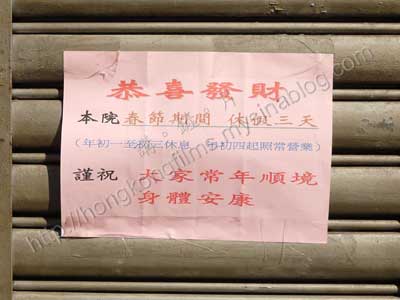 恭喜發財
本院春節期間 休假三天
(年初一至初三休息 年初四起照常營業)
謹祝 大家常年順境
身體安康
http://hongkongfilms.mysinablog.com